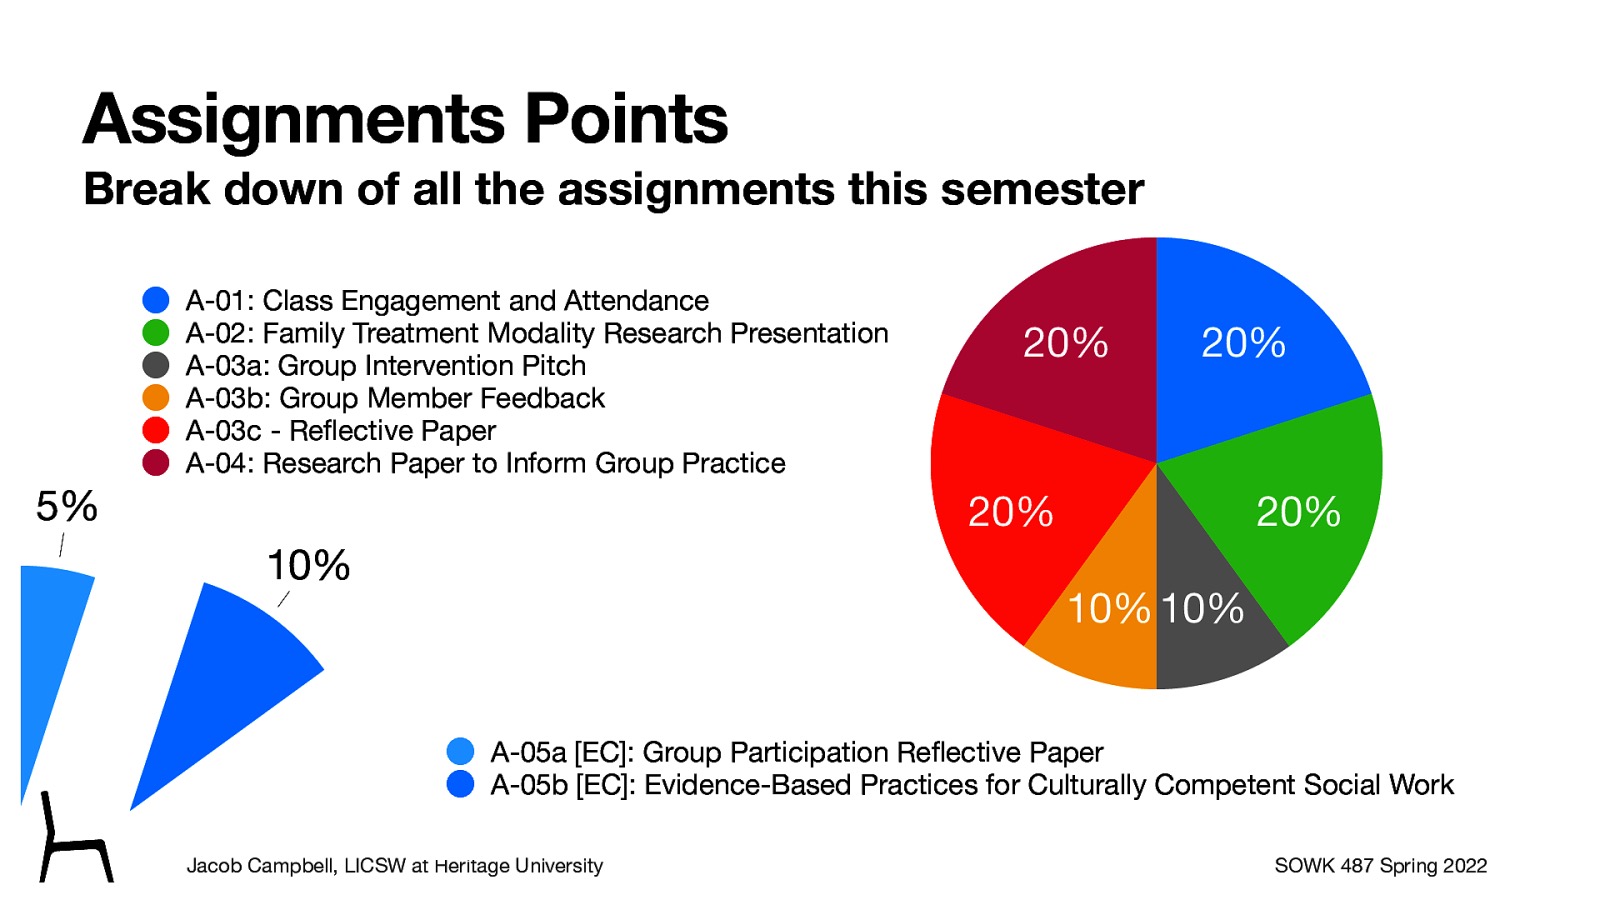 Assignments Points
Break down of all the assignments this semester
A-01: Class Engagement and Attendance
A-02: Family Treatment Modality Research Presentation
A-03a: Group Intervention Pitch
A-03b: Group Member Feedback
A-03c - Reflective Paper
A-04: Research Paper to Inform Group Practice
20%
20%
20%
20%
10%
10%
5%
10%
A-05a [EC]: Group Participation Reflective Paper
A-05b [EC]: Evidence-Based Practices for Culturally Competent Social Work
Jacob Campbell, LICSW at Heritage University
SOWK 487 Spring 2022